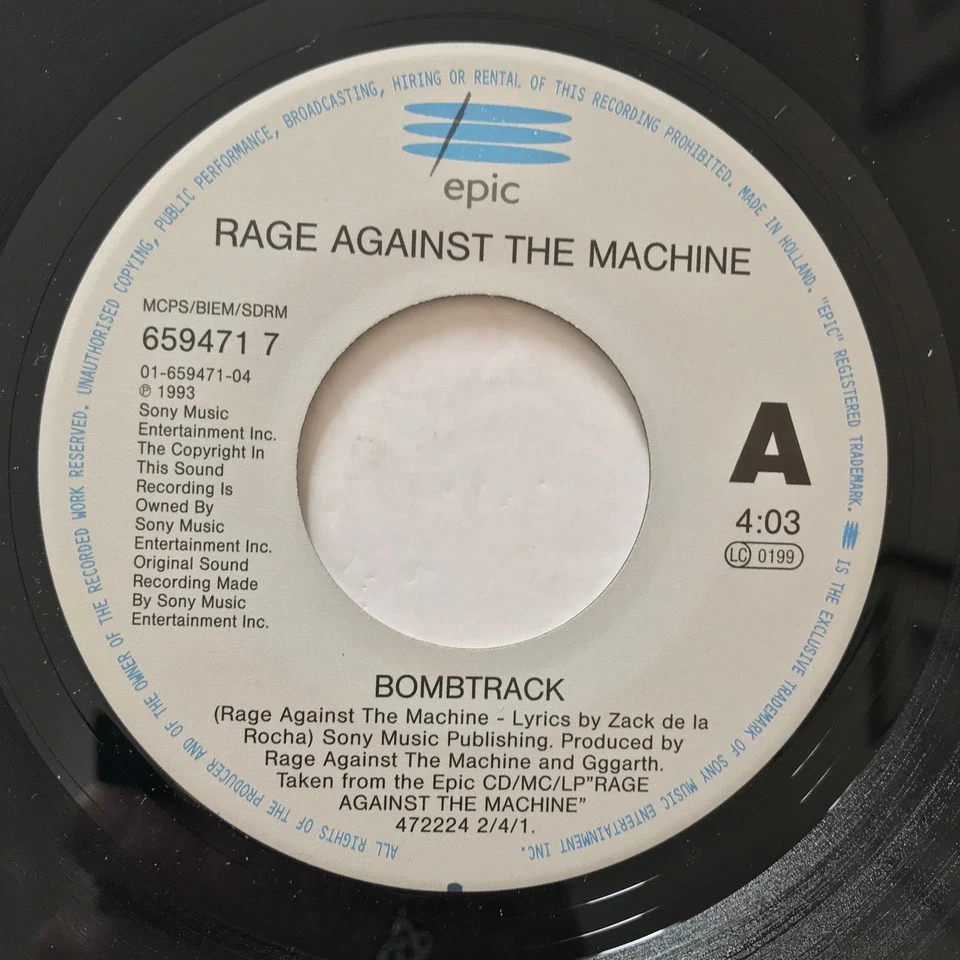 epic
RAGE AGAINST THE MACHINE
MCPS/BIEM/SDRM
659471 7
01-659471-04
℗ 1993
Sony Music
Entertainment Inc.
The Copyright In
This Sound
Recording Is
Owned By
Sony Music
Entertainment Inc.
Original Sound
Recording Made
By Sony Music
Entertainment Inc.
A
4:03
LC 0199
BOMBTRACK
(Rage Against The Machine - Lyrics by Zack de la
Rocha) Sony Music Publishing. Produced by
Rage Against The Machine and Gggarth.
Taken from the Epic CD/MC/LP"RAGE
AGAINST THE MACHINE"
472224 2/4/1.
ALL RIGHTS OF THE PRODUCER AND OF THE OWNER OF THE RECORDED WORK RESERVED. UNAUTHORISED COPYING, PUBLIC PERFORMANCE, BROADCASTING, HIRING OR RENTAL OF THIS RECORDING PROHIBITED. MADE IN HOLLAND. "EPIC" REGISTERED TRADEMARK. IS THE EXCLUSIVE TRADEMARK OF SONY MUSIC ENTERTAINMENT INC.